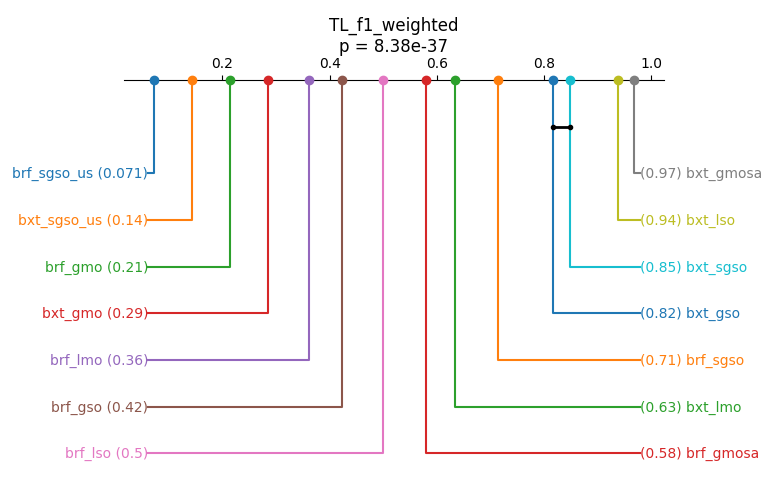 TL_f1_weighted
p = 8.38e-37
0.2 0.4 0.6 0.8 1.0
brf_sgso_us (0.071) (0.97) bxt_gmosa
bxt_sgso_us (0.14) (0.94) bxt_lso
brf_gmo (0.21) (0.85) bxt_sgso
bxt_gmo (0.29) (0.82) bxt_gso
brf_lmo (0.36) (0.71) brf_sgso
brf_gso (0.42) (0.63) bxt_lmo
brf_lso (0.5) (0.58) brf_gmosa